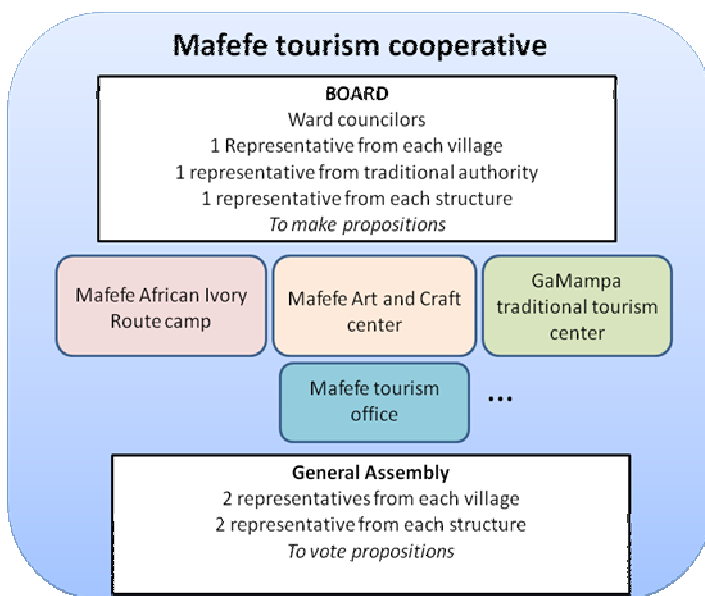 Mafefe tourism cooperative
BOARD
Ward councilors
1 Representative from each village
1 representative from traditional authority
1 representative from each structure
To make propositions
Mafefe African Ivory
Route camp
Mafefe Art and Craft
center
GaMampa
traditional tourism
center
Mafefe tourism
office
...
General Assembly
2 representatives from each village
2 representative from each structure
To vote propositions